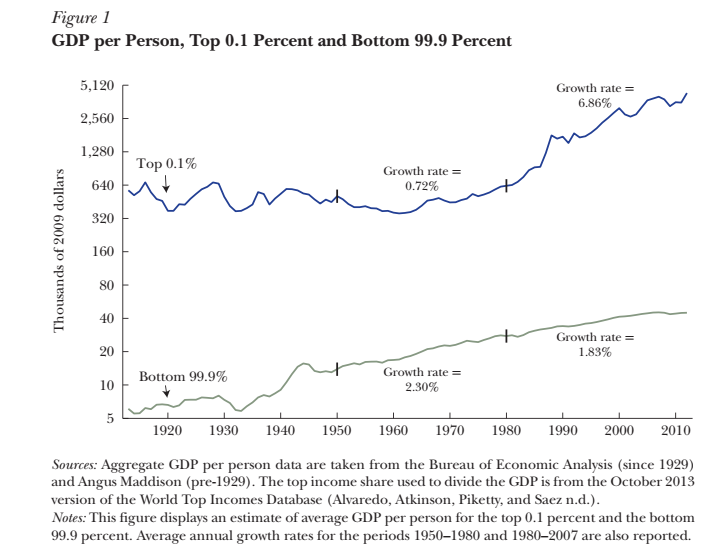 Figure 1
GDP per Person, Top 0.1 Percent and Bottom 99.9 Percent
5,120
2,560
1,280
640
320
160
80
40
20
10
5
Thousands of 2009 dollars
Growth rate =
6.86%
Top 0.1%
Growth rate =
0.72%
Growth rate =
1.83%
Bottom 99.9%
Growth rate =
2.30%
1920 1930 1940 1950 1960 1970 1980 1990 2000 2010
Sources: Aggregate GDP per person data are taken from the Bureau of Economic Analysis (since 1929)
and Angus Maddison (pre-1929). The top income share used to divide the GDP is from the October 2013
version of the World Top Incomes Database (Alvaredo, Atkinson, Piketty, and Saez n.d.).
Notes: This figure displays an estimate of average GDP per person for the top 0.1 percent and the bottom
99.9 percent. Average annual growth rates for the periods 1950–1980 and 1980–2007 are also reported.